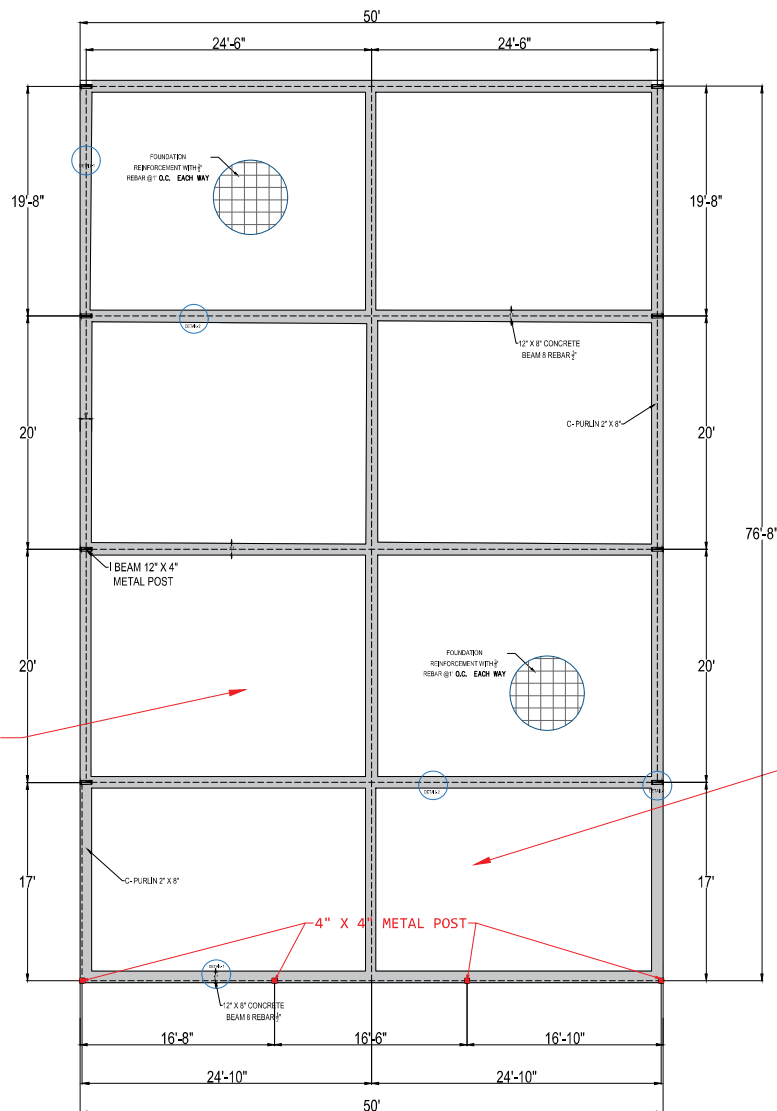 50'
24'-6"
24'-6"
FOUNDATION
REINFORCEMENT WITH
REBAR @1' O.C. EACH WAY
19'-8"
19'-8"
12" X 8" CONCRETE
BEAM 8 REBAR
C- PURLIN 2" X 8"
20'
20'
76'-8"
I BEAM 12" X 4"
METAL POST
FOUNDATION
REINFORCEMENT WITH
REBAR @1' O.C. EACH WAY
20'
20'
C- PURLIN 2" X 8"
17'
17'
4" X 4" METAL POST
12" X 8" CONCRETE
BEAM 8 REBAR
16'-8"
16'-6"
16'-10"
24'-10"
24'-10"
50'